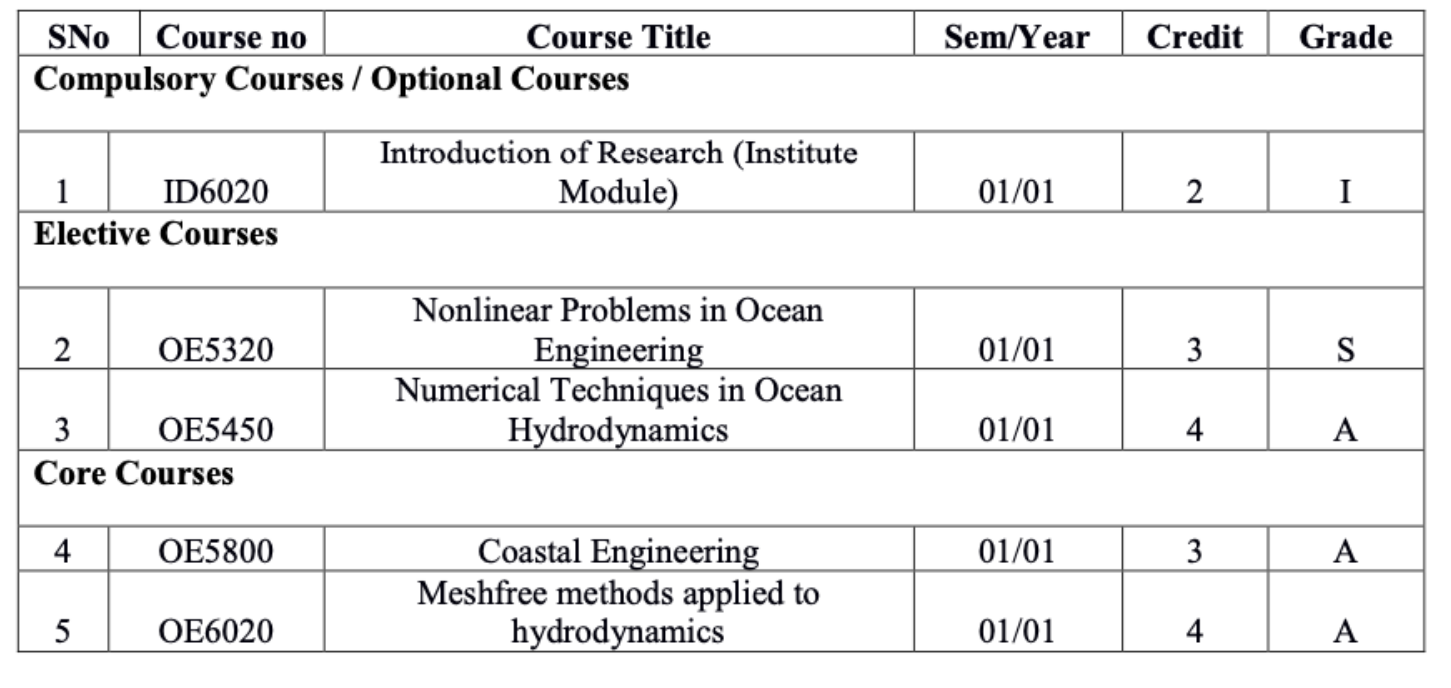 SNo Course no Course Title Sem/Year Credit Grade
Compulsory Courses / Optional Courses
Introduction of Research (Institute
1 ID6020 Module) 01/01 2 I
Elective Courses
Nonlinear Problems in Ocean
2 OE5320 Engineering 01/01 3 S
Numerical Techniques in Ocean
3 OE5450 Hydrodynamics 01/01 4 A
Core Courses
4 OE5800 Coastal Engineering 01/01 3 A
Meshfree methods applied to
5 OE6020 hydrodynamics 01/01 4 A